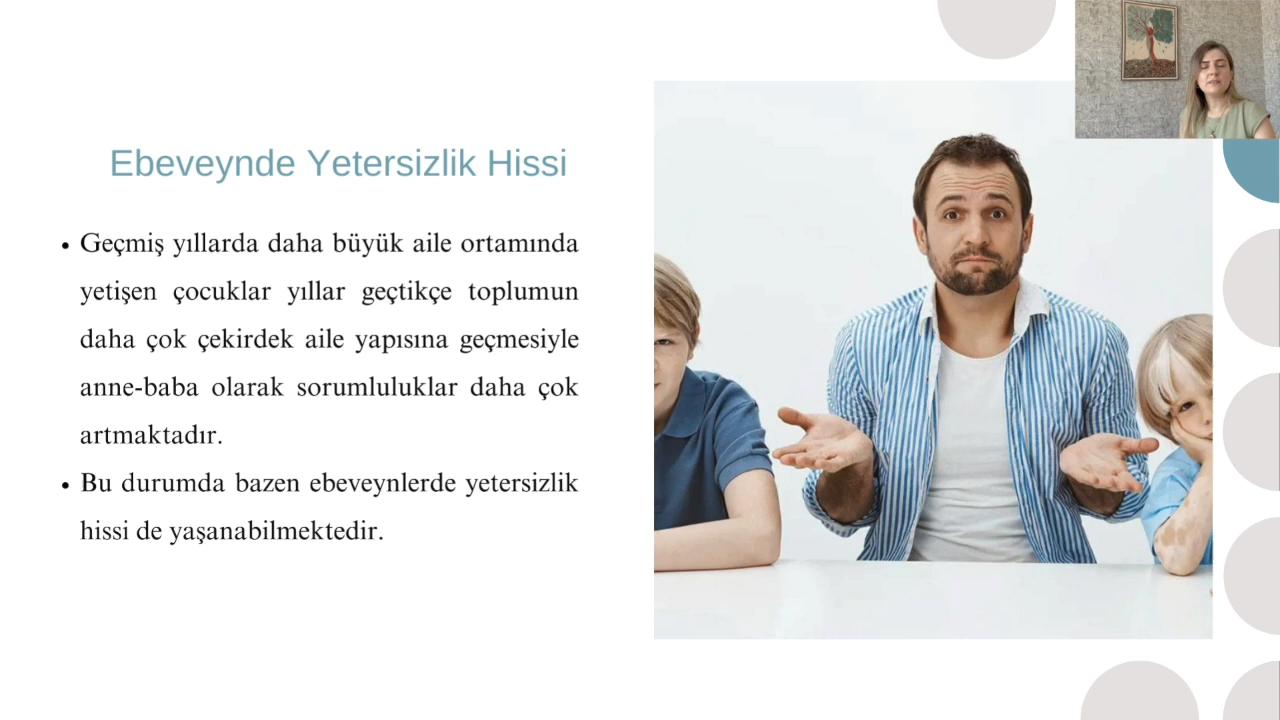 Ebeveynde Yetersizlik Hissi
• Geçmiş yıllarda daha büyük aile ortamında
yetişen çocuklar yıllar geçtikçe toplumun
daha çok çekirdek aile yapısına geçmesiyle
anne-baba olarak sorumluluklar daha çok
artmaktadır.
• Bu durumda bazen ebeveynlerde yetersizlik
hissi de yaşanabilmektedir.